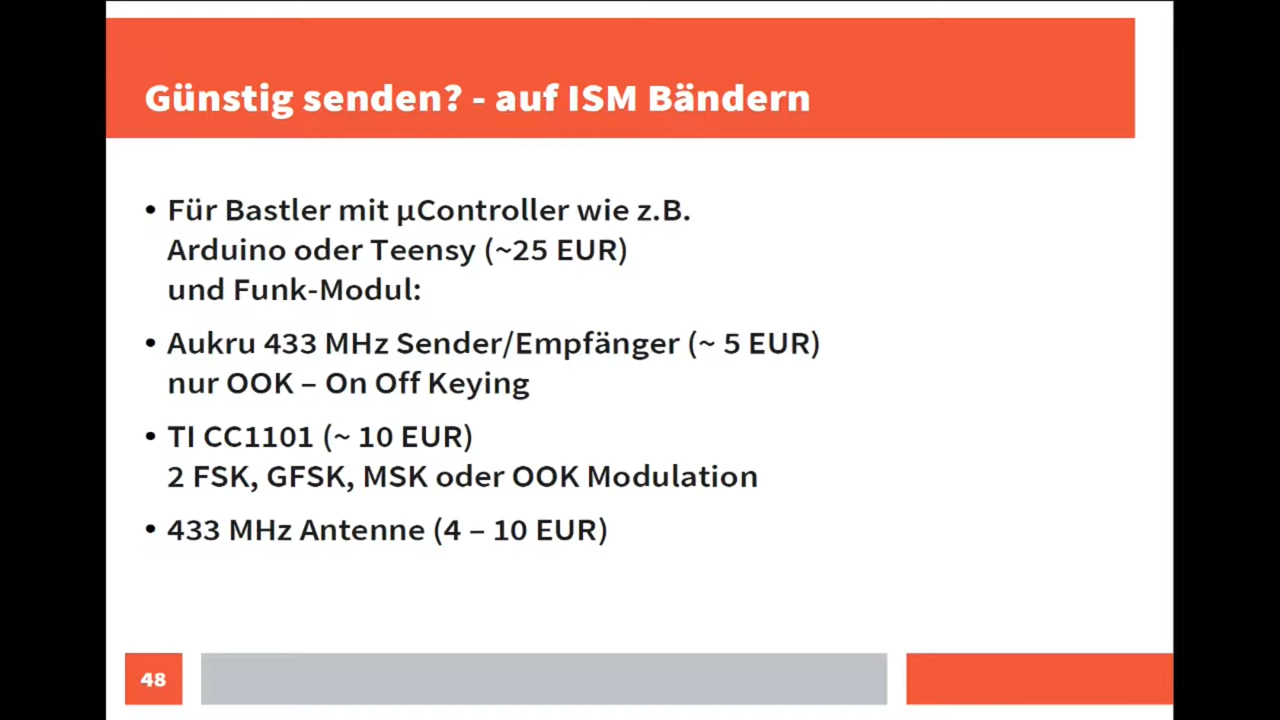 Günstig senden? - auf ISM Bändern
• Für Bastler mit µController wie z.B.
Arduino oder Teensy (~25 EUR)
und Funk-Modul:
• Aukru 433 MHz Sender/Empfänger (~ 5 EUR)
nur OOK – On Off Keying
• TI CC1101 (~ 10 EUR)
2 FSK, GFSK, MSK oder OOK Modulation
• 433 MHz Antenne (4 – 10 EUR)
48